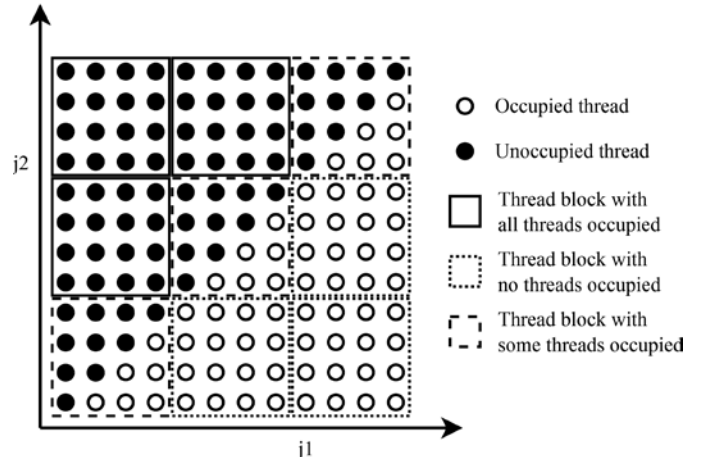 j2
Occupied thread
Unoccupied thread
Thread block with
all threads occupied
Thread block with
no threads occupied
Thread block with
some threads occupied
j1